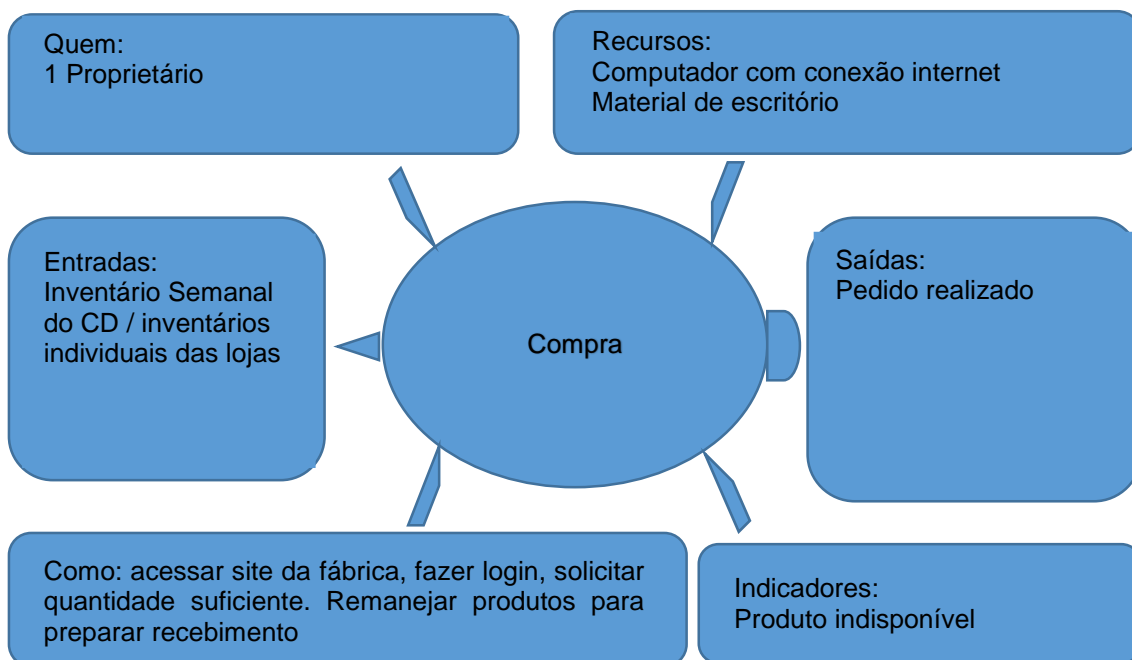 Quem:
1 Proprietário
Recursos:
Computador com conexão internet
Material de escritório
Entradas:
Inventário Semanal
do CD / inventários
individuais das lojas
Compra
Saídas:
Pedido realizado
Como: acessar site da fábrica, fazer login, solicitar
quantidade suficiente. Remanejar produtos para
preparar recebimento
Indicadores:
Produto indisponível